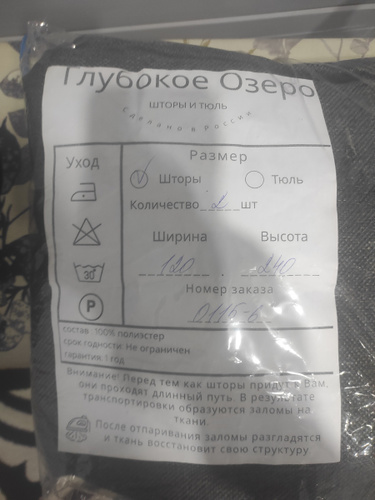 Глубокое Озеро
ШТОРЫ И ТЮЛЬ
Сделано в России
Уход
Размер
Шторы
Тюль
Количество 2 шт
Ширина
Высота
120
240
Номер заказа
30
P
состав : 100% полиэстер
срок годности: Не ограничен
гарантия: 1 год
Внимание! Перед тем как шторы придут к Вам,
они проходят длинный путь. В результате
транспортировки образуются заломы на
ткани.
После отпаривания заломы разгладятся
и ткань восстановит свою структуру